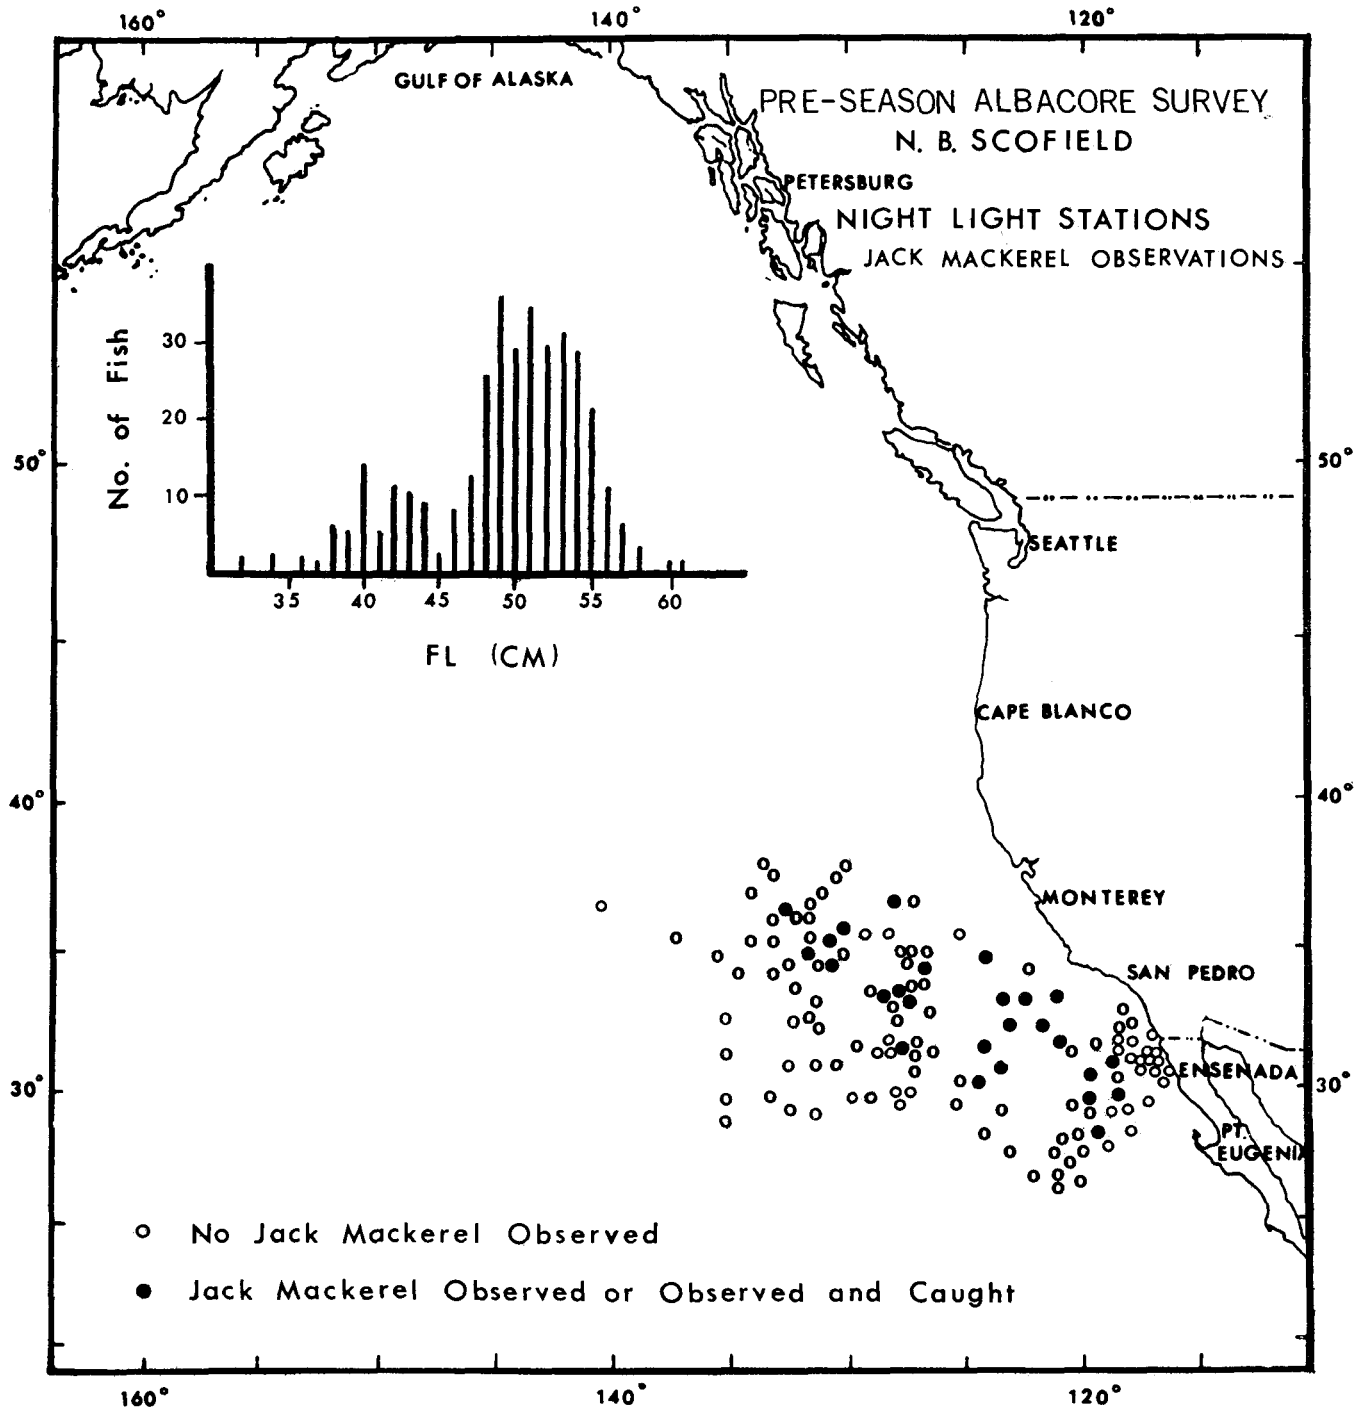 160° 140° 120°
GULF OF ALASKA
PRE-SEASON ALBACORE SURVEY
N. B. SCOFIELD
PETERSBURG
NIGHT LIGHT STATIONS
JACK MACKEREL OBSERVATIONS
No. of Fish
30
20
10
35 40 45 50 55 60
FL (CM)
50° 50°
SEATTLE
CAPE BLANCO
40° 40°
MONTEREY
SAN PEDRO
ENSENADA
30° 30°
PT.
EUGENIA
No Jack Mackerel Observed
Jack Mackerel Observed or Observed and Caught
160° 140° 120°